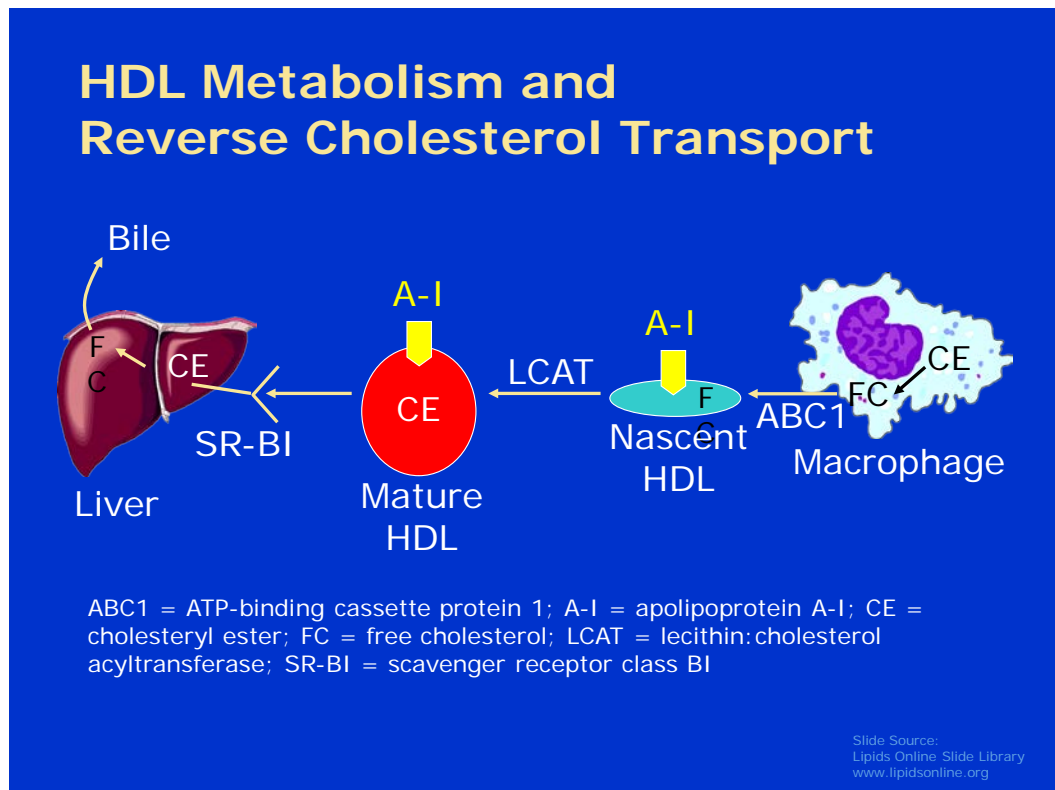 HDL Metabolism and
Reverse Cholesterol Transport
Bile
A-I
A-I
F
C
CE
CE
LCAT
F
C
CE
FC
ABC1
SR-BI
Nascent
HDL
Macrophage
Liver
Mature
HDL
ABC1 = ATP-binding cassette protein 1; A-I = apolipoprotein A-I; CE =
cholesteryl ester; FC = free cholesterol; LCAT = lecithin:cholesterol
acyltransferase; SR-BI = scavenger receptor class BI
Slide Source:
Lipids Online Slide Library
www.lipidsonline.org